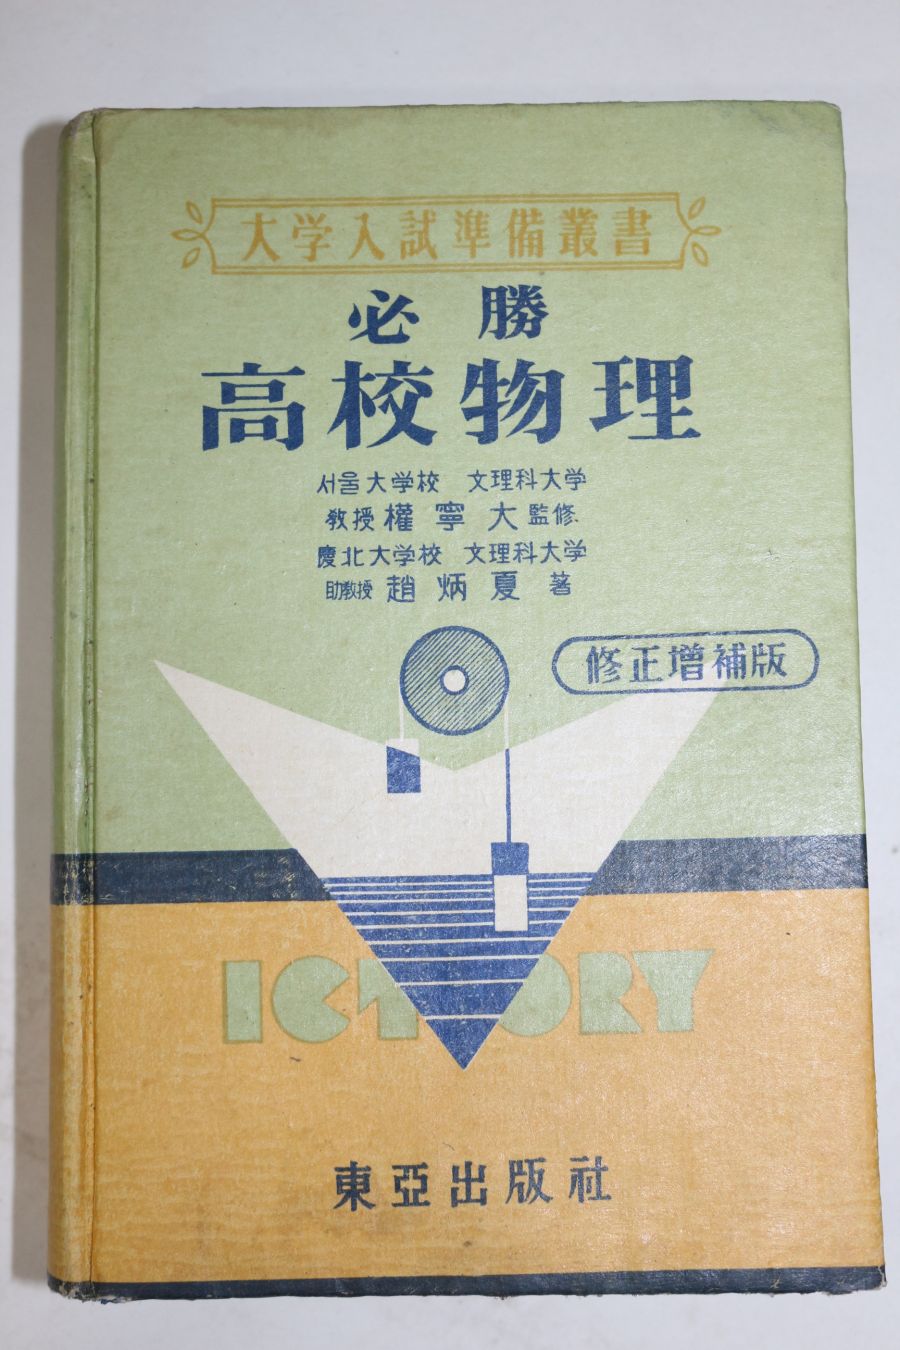 大学入試準備叢書
必勝
高校物理
서울大学校 文理科大学
教授 權寧大 監修
慶北大学校 文理科大学
助教授 趙炳夏 著
修正增補版
ICTORY
東亞出版社